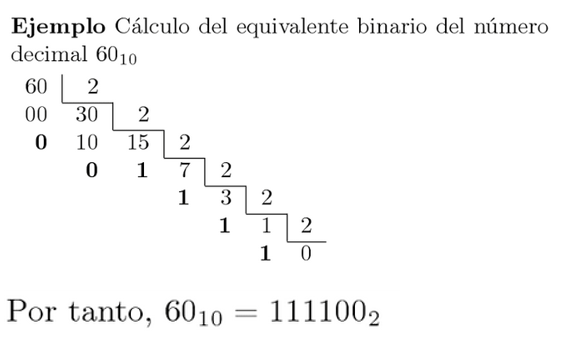 Ejemplo Cálculo del equivalente binario del número
decimal 60₁₀
60 2
00 30 2
0 10 15 2
0 1 7 2
1 3 2
1 1 2
1 0
Por tanto, 60₁₀ = 111100₂